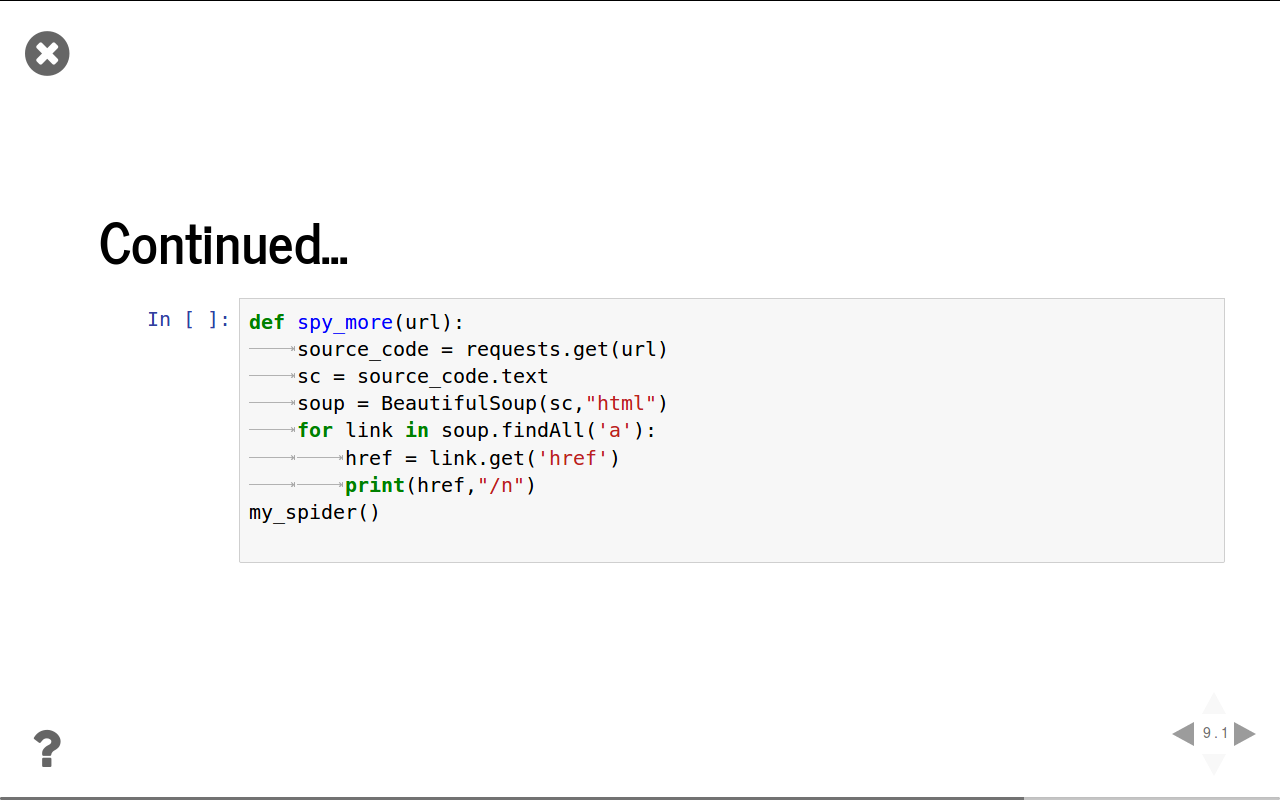 Continued...
In [ ]:
def spy_more(url):
source_code = requests.get(url)
sc = source_code.text
soup = BeautifulSoup(sc,"html")
for link in soup.findAll('a'):
href = link.get('href')
print(href,"/n")
my_spider()
9.1